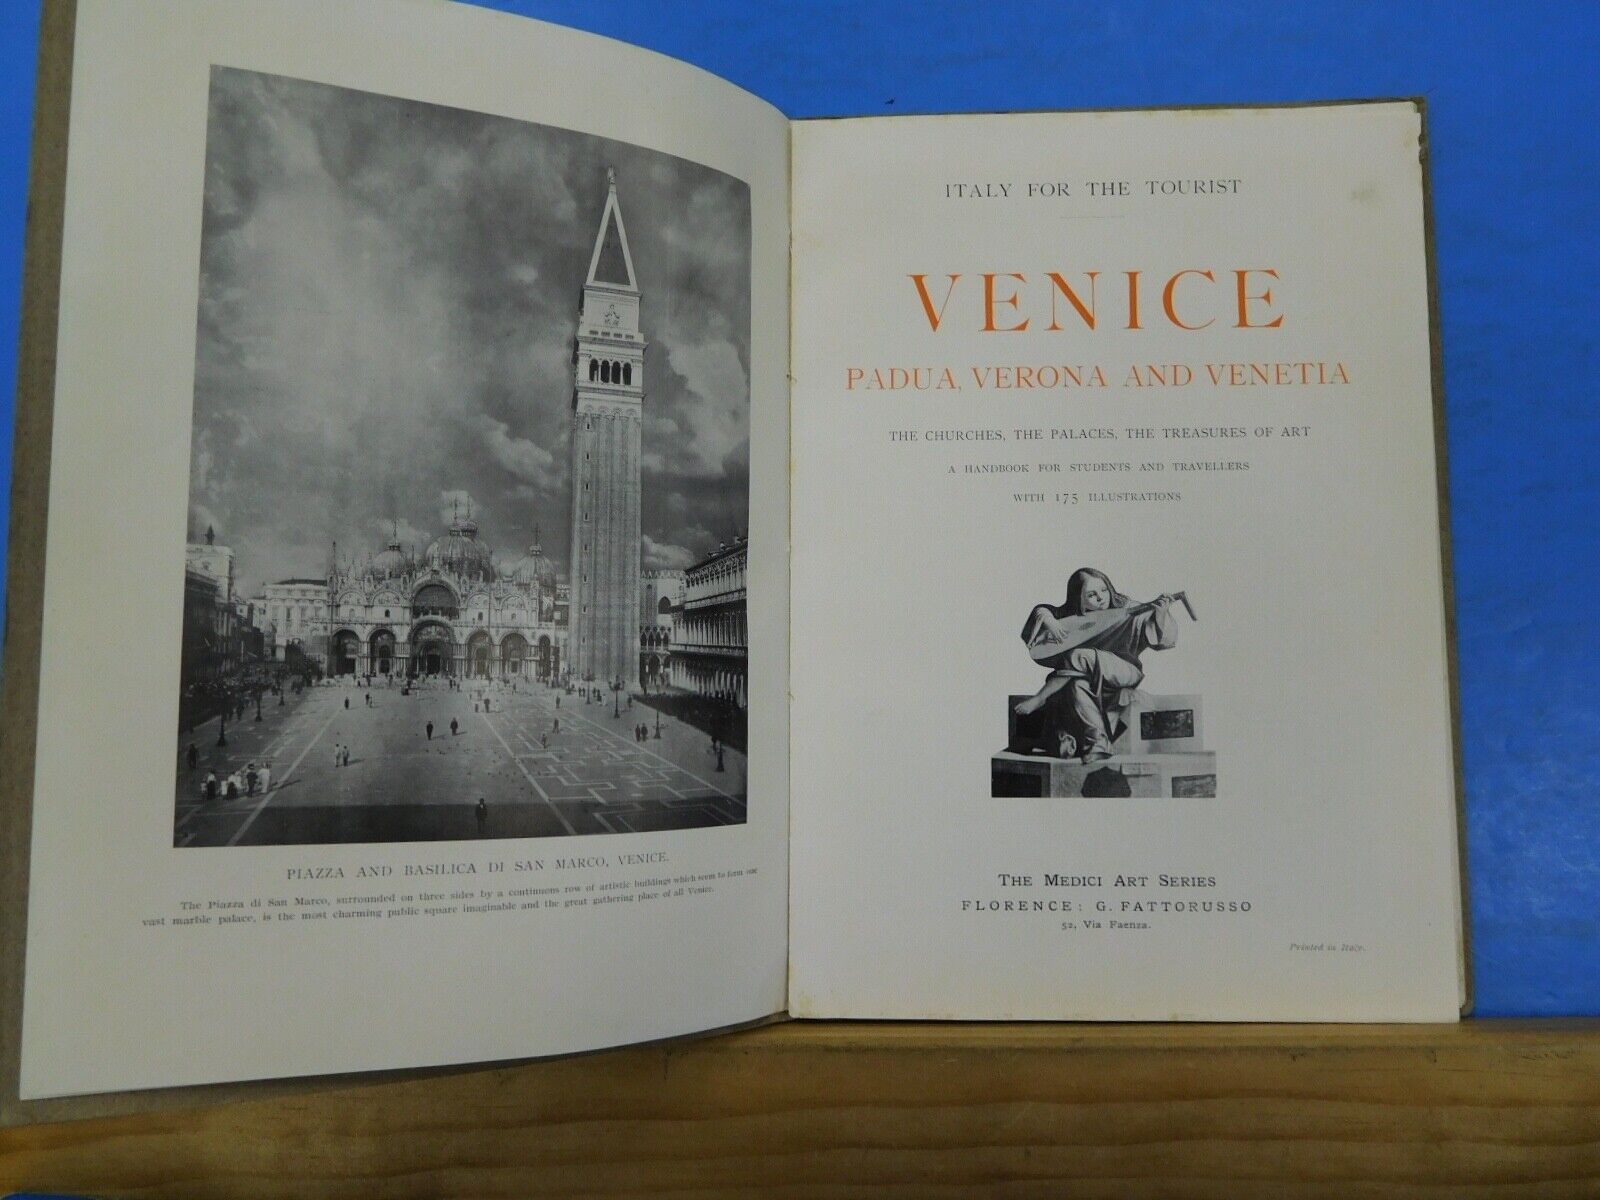 PIAZZA AND BASILICA DI SAN MARCO, VENICE.
The Piazza di San Marco, surrounded on three sides by a continuous row of artistic buildings which seem to form one
vast marble palace, is the most charming public square imaginable and the great gathering place of all Venice.
ITALY FOR THE TOURIST
VENICE
PADUA, VERONA AND VENETIA
THE CHURCHES, THE PALACES, THE TREASURES OF ART
A HANDBOOK FOR STUDENTS AND TRAVELLERS
WITH 175 ILLUSTRATIONS
THE MEDICI ART SERIES
FLORENCE: G. FATTORUSSO
52, Via Faenza.
Printed in Italy.